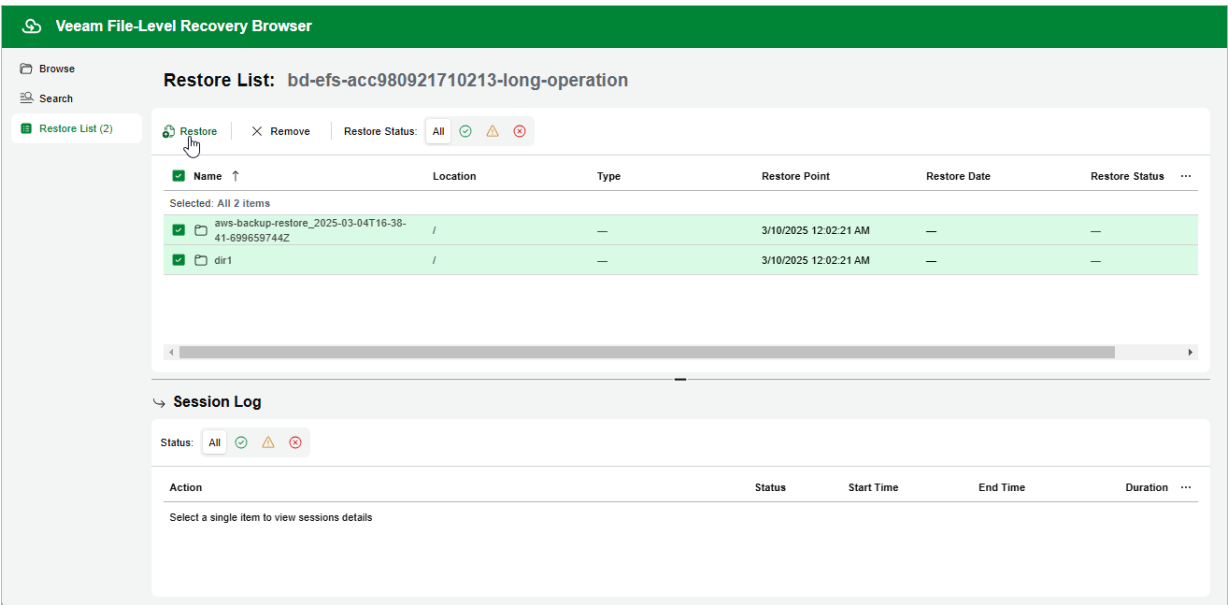 Veeam File-Level Recovery Browser
Browse
Search
Restore List (2)
Restore List: bd-efs-acc980921710213-long-operation
Restore Remove Restore Status: All
Name Location Type Restore Point Restore Date Restore Status ...
Selected: All 2 items
aws-backup-restore_2025-03-04T16-38-
41-699659744Z / — 3/10/2025 12:02:21 AM — —
dir1 / — 3/10/2025 12:02:21 AM — —
Session Log
Status: All
Action Status Start Time End Time Duration ...
Select a single item to view sessions details